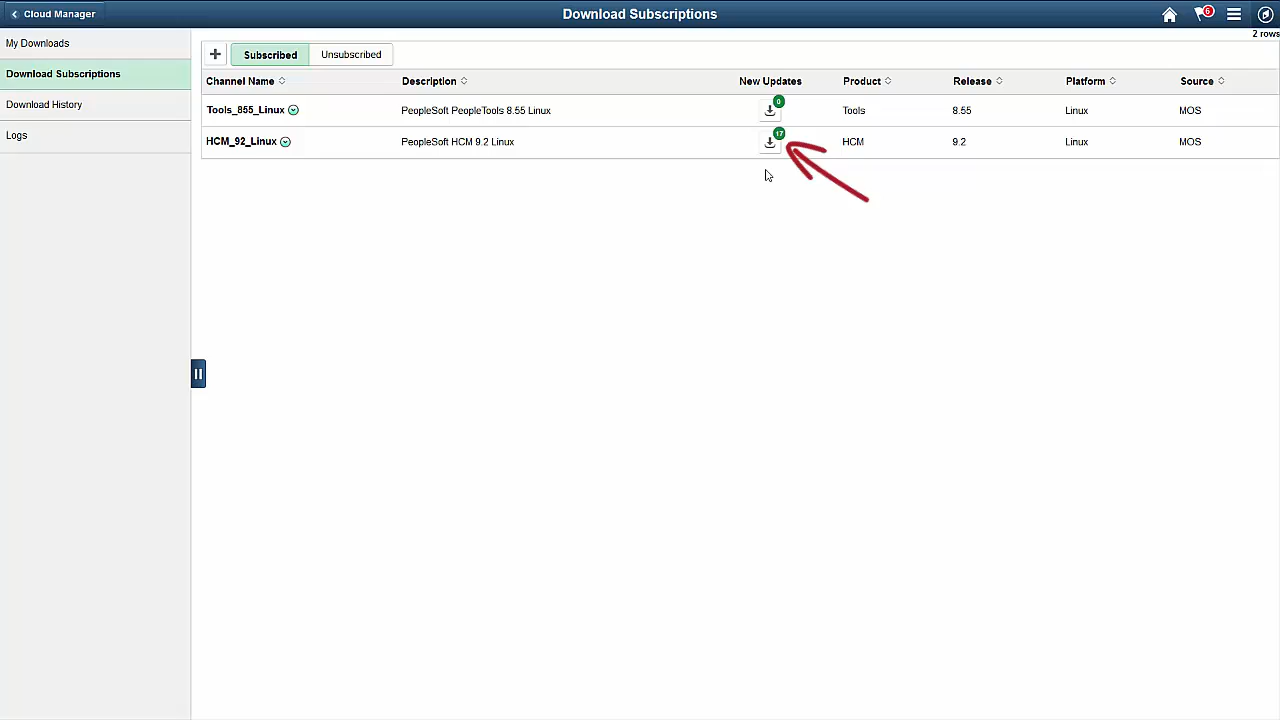 Cloud Manager
Download Subscriptions
6
2 rows
My Downloads
Download Subscriptions
Download History
Logs
Subscribed Unsubscribed
Channel Name Description New Updates Product Release Platform Source
Tools_855_Linux PeopleSoft PeopleTools 8.55 Linux 0 Tools 8.55 Linux MOS
HCM_92_Linux PeopleSoft HCM 9.2 Linux 17 HCM 9.2 Linux MOS